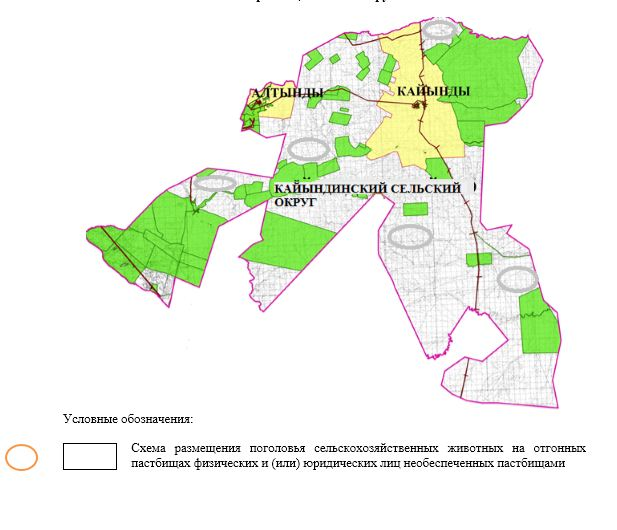 АЛТЫНДЫ
КАЙЫНДЫ
КАЙЫНДИНСКИЙ СЕЛЬСКИЙ
ОКРУГ
Условные обозначения:
Схема размещения поголовья сельскохозяйственных животных на отгонных
пастбищах физических и (или) юридических лиц необеспеченных пастбищами